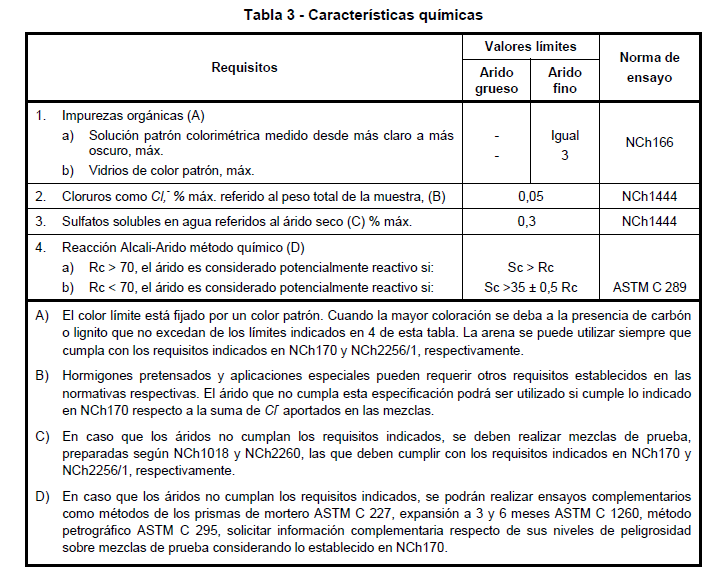 Tabla 3 - Características químicas
Requisitos
Valores límites
Norma de ensayo
Arido grueso
Arido fino
1. Impurezas orgánicas (A)
a) Solución patrón colorimétrica medido desde más claro a más
oscuro, máx.
- Igual
b) Vidrios de color patrón, máx.
- 3
NCh166
2. Cloruros como Cl,⁻ % máx. referido al peso total de la muestra, (B) 0,05 NCh1444
3. Sulfatos solubles en agua referidos al árido seco (C) % máx. 0,3 NCh1444
4. Reacción Alcali-Arido método químico (D)
a) Rc > 70, el árido es considerado potencialmente reactivo si: Sc > Rc
b) Rc < 70, el árido es considerado potencialmente reactivo si: Sc >35 ± 0,5 Rc ASTM C 289
A) El color límite está fijado por un color patrón. Cuando la mayor coloración se deba a la presencia de carbón
o lignito que no excedan de los límites indicados en 4 de esta tabla. La arena se puede utilizar siempre que
cumpla con los requisitos indicados en NCh170 y NCh2256/1, respectivamente.
B) Hormigones pretensados y aplicaciones especiales pueden requerir otros requisitos establecidos en las
normativas respectivas. El árido que no cumpla esta especificación podrá ser utilizado si cumple lo indicado
en NCh170 respecto a la suma de Cl⁻ aportados en las mezclas.
C) En caso que los áridos no cumplan los requisitos indicados, se deben realizar mezclas de prueba,
preparadas según NCh1018 y NCh2260, las que deben cumplir con los requisitos indicados en NCh170 y
NCh2256/1, respectivamente.
D) En caso que los áridos no cumplan los requisitos indicados, se podrán realizar ensayos complementarios
como métodos de los prismas de mortero ASTM C 227, expansión a 3 y 6 meses ASTM C 1260, método
petrográfico ASTM C 295, solicitar información complementaria respecto de sus niveles de peligrosidad
sobre mezclas de prueba considerando lo establecido en NCh170.